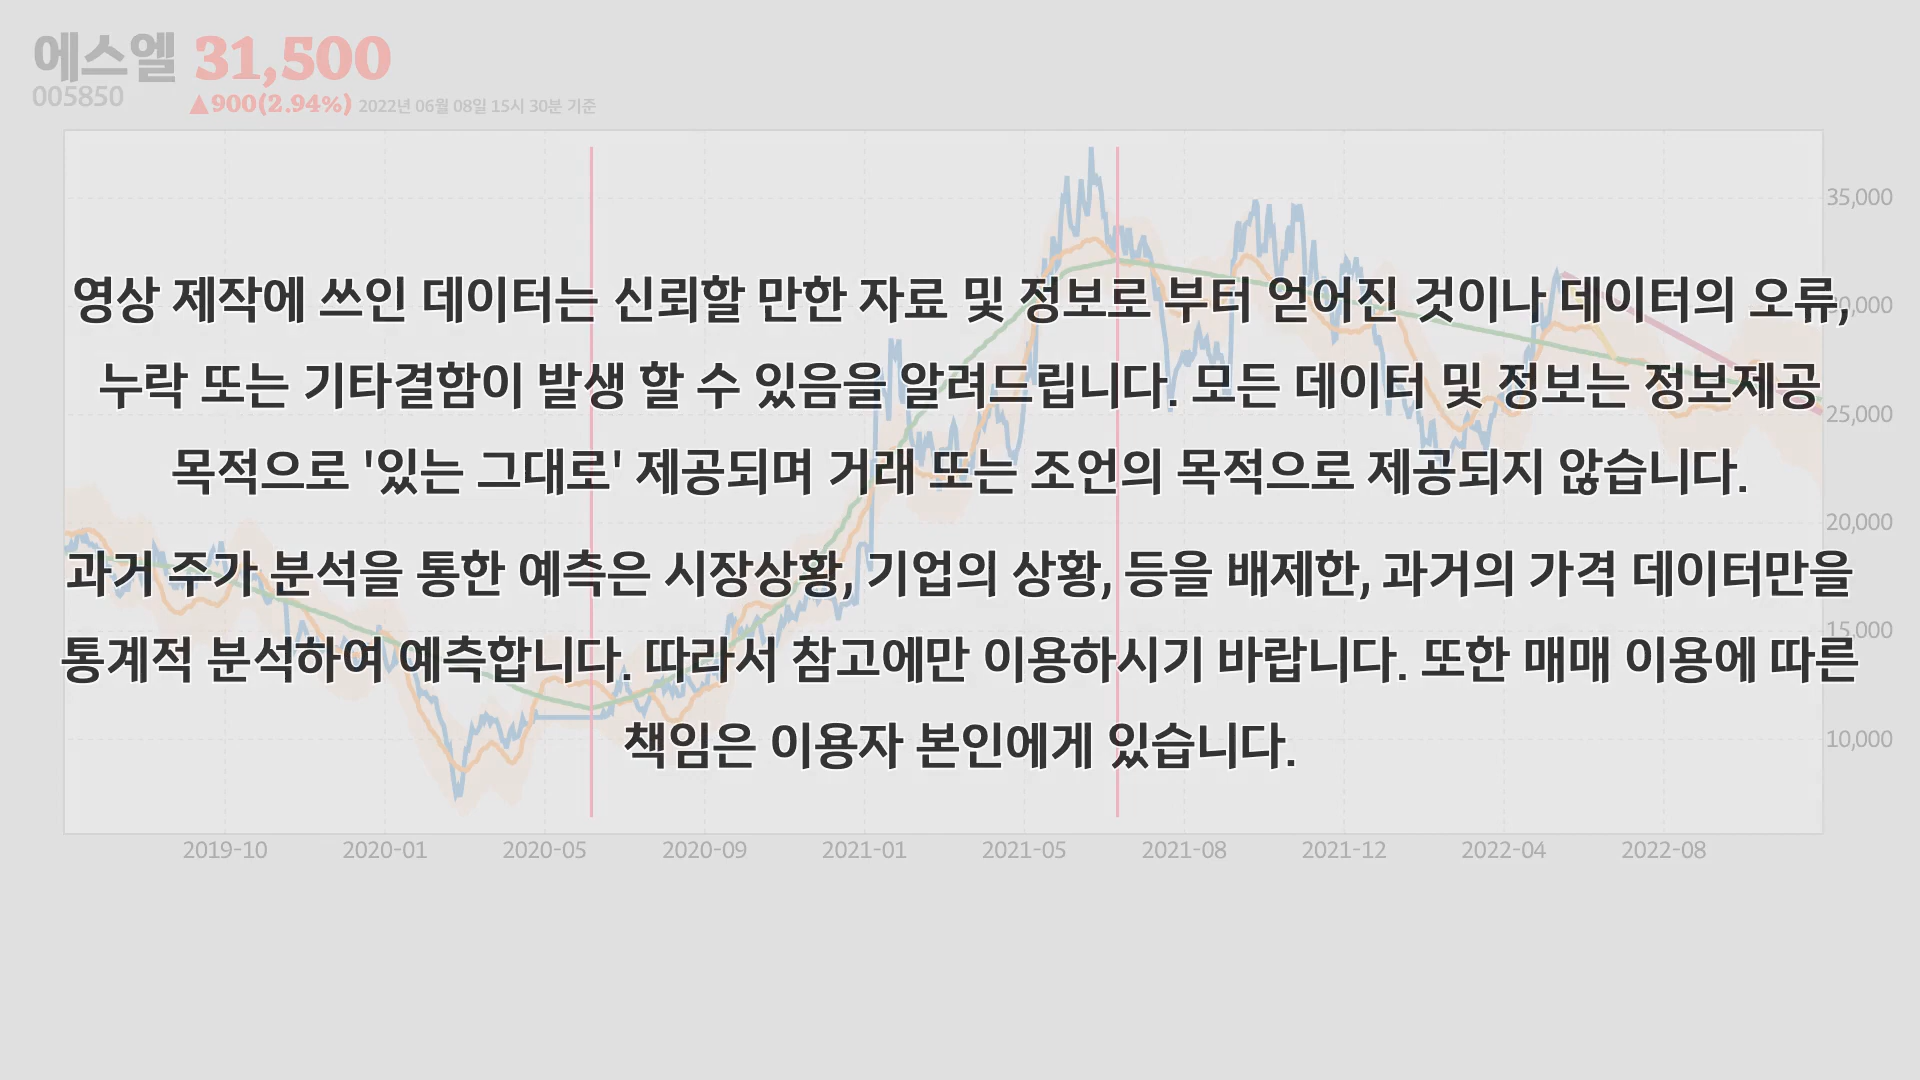 에스엘 31,500
005850
▲900(2.94%) 2022년 06월 08일 15시 30분 기준
35,000
영상 제작에 쓰인 데이터는 신뢰할 만한 자료 및 정보로 부터 얻어진 것이나 데이터의 오류,
30,000
누락 또는 기타결함이 발생 할 수 있음을 알려드립니다. 모든 데이터 및 정보는 정보제공
25,000
목적으로 '있는 그대로' 제공되며 거래 또는 조언의 목적으로 제공되지 않습니다.
20,000
과거 주가 분석을 통한 예측은 시장상황, 기업의 상황, 등을 배제한, 과거의 가격 데이터만을
15,000
통계적 분석하여 예측합니다. 따라서 참고에만 이용하시기 바랍니다. 또한 매매 이용에 따른
책임은 이용자 본인에게 있습니다.
10,000
2019-10 2020-01 2020-05 2020-09 2021-01 2021-05 2021-08 2021-12 2022-04 2022-08